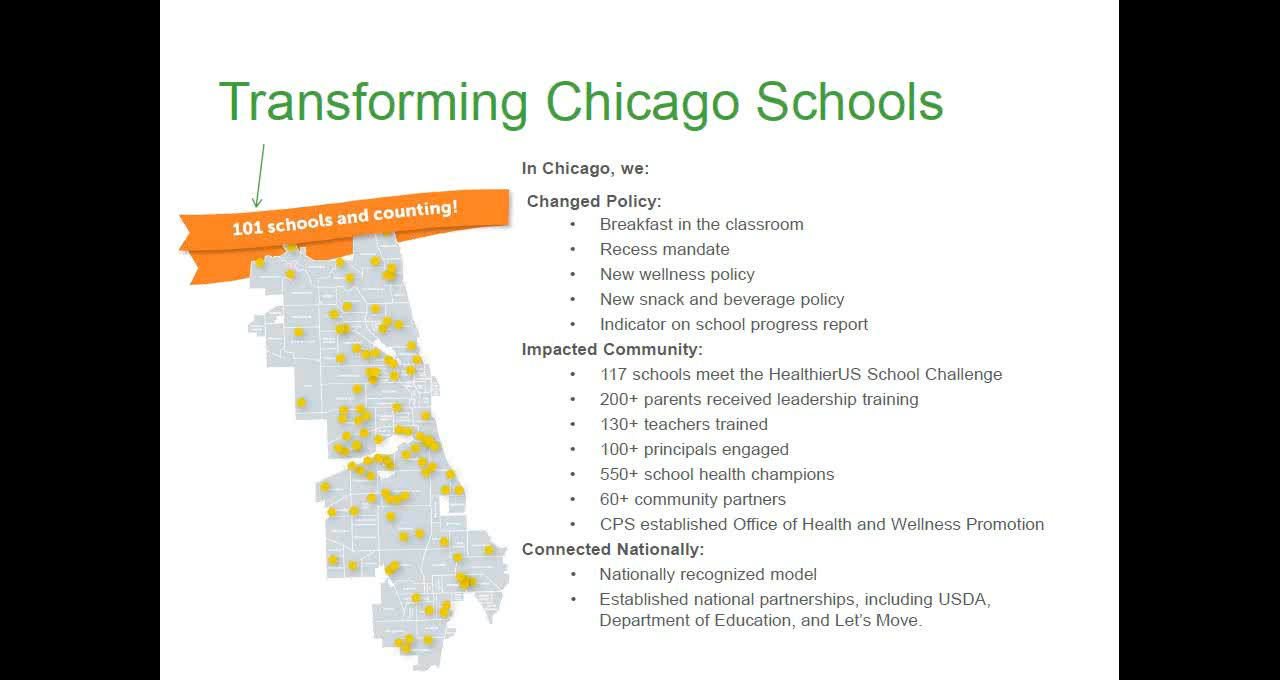 Transforming Chicago Schools
101 schools and counting!
In Chicago, we:
Changed Policy:
• Breakfast in the classroom
• Recess mandate
• New wellness policy
• New snack and beverage policy
• Indicator on school progress report
Impacted Community:
• 117 schools meet the HealthierUS School Challenge
• 200+ parents received leadership training
• 130+ teachers trained
• 100+ principals engaged
• 550+ school health champions
• 60+ community partners
• CPS established Office of Health and Wellness Promotion
Connected Nationally:
• Nationally recognized model
• Established national partnerships, including USDA,
Department of Education, and Let's Move.